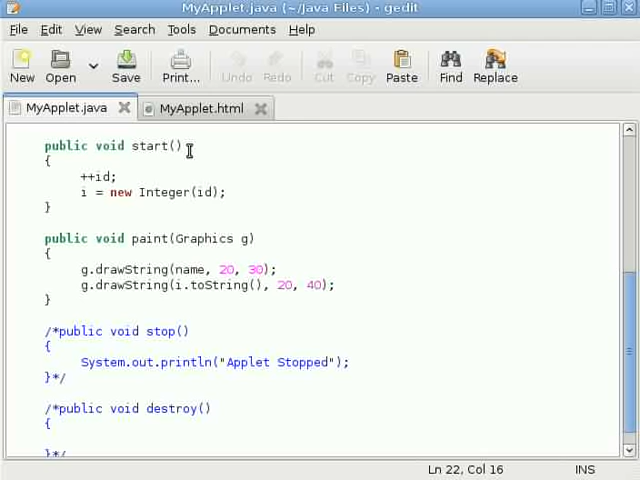 MyApplet.java (~/Java Files) - gedit
File Edit View Search Tools Documents Help
New Open Save Print... Undo Redo Cut Copy Paste Find Replace
MyApplet.java MyApplet.html
public void start()
{
++id;
i = new Integer(id);
}
public void paint(Graphics g)
{
g.drawString(name, 20, 30);
g.drawString(i.toString(), 20, 40);
}
/*public void stop()
{
System.out.println("Applet Stopped");
}*/
/*public void destroy()
{
}*/
Ln 22, Col 16 INS